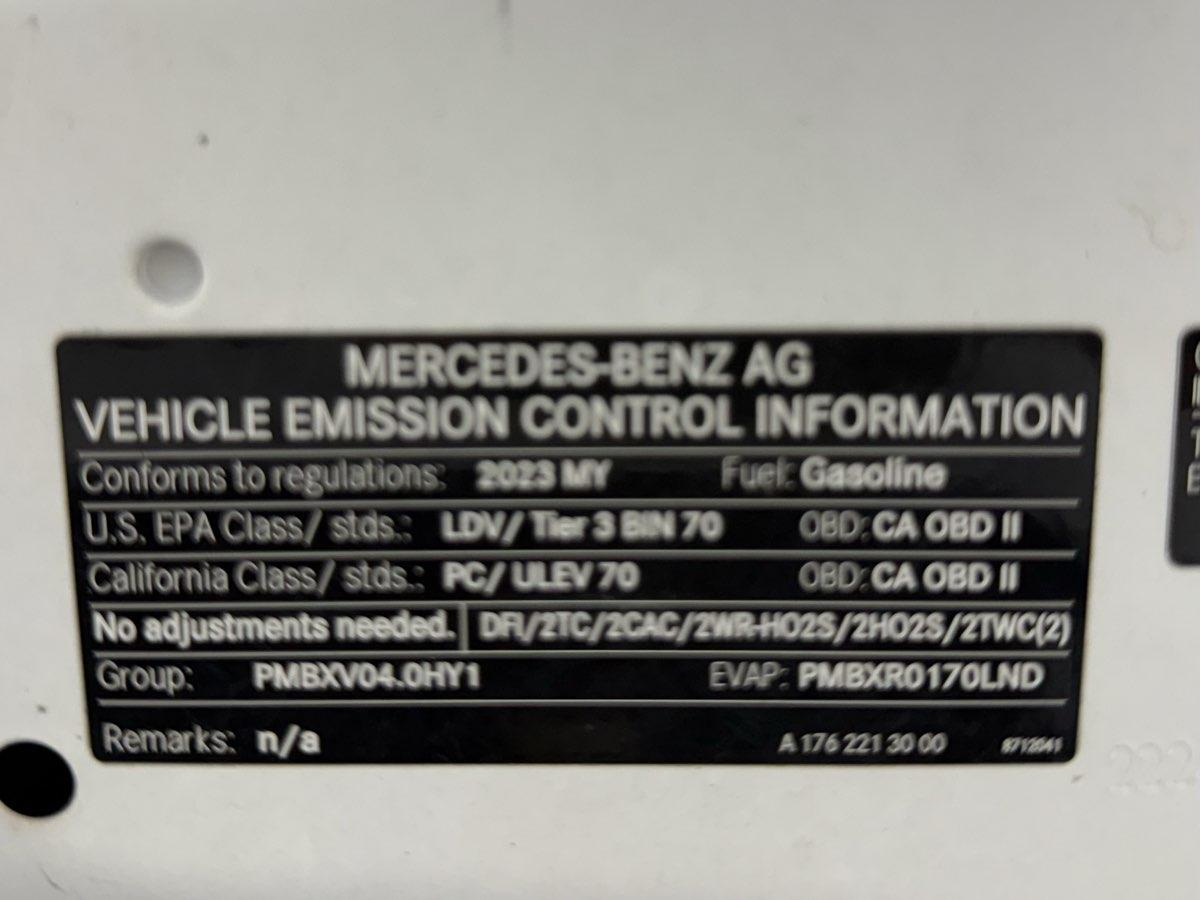 MERCEDES-BENZ AG
VEHICLE EMISSION CONTROL INFORMATION
Conforms to regulations: 2023 MY Fuel: Gasoline
U.S. EPA Class/ stds.: LDV/ Tier 3 BIN 70 OBD: CA OBD II
California Class/ stds.: PC/ ULEV 70 OBD: CA OBD II
No adjustments needed. DFI/2TC/2CAC/2WR-HO2S/2HO2S/2TWC(2)
Group: PMBXV04.0HY1 EVAP: PMBXR0170LND
Remarks: n/a A 176 221 30 00